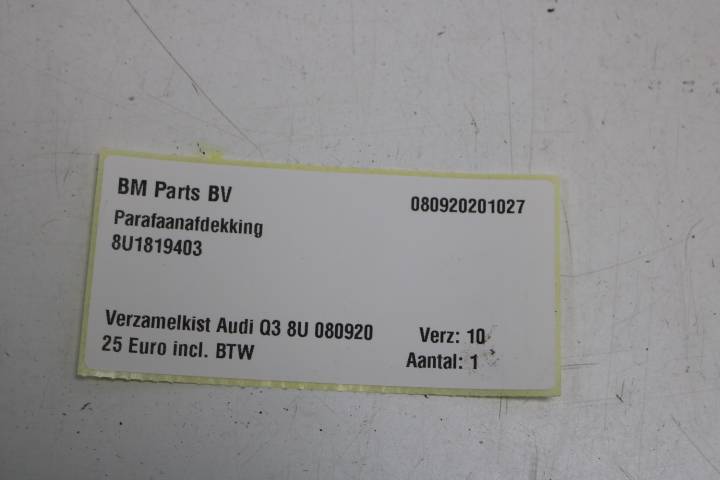 BM Parts BV 080920201027
Parafaanafdekking
8U1819403
Verzamelkist Audi Q3 8U 080920 Verz: 10
25 Euro incl. BTW Aantal: 1